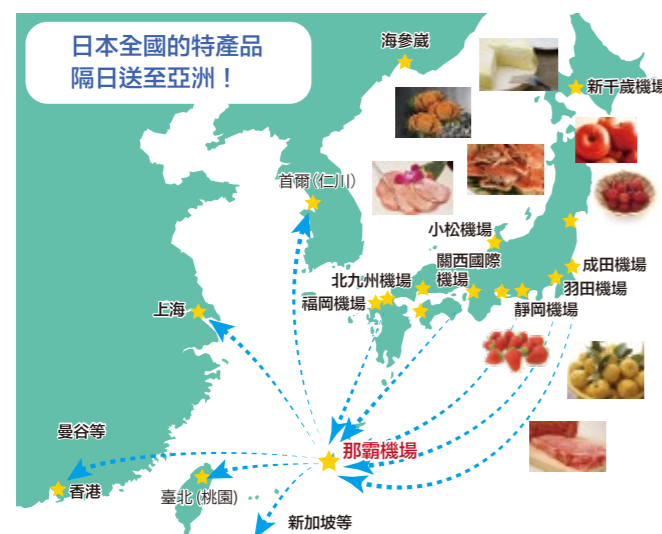 日本全國的特產品
隔日送至亞洲！
海參崴
新千歲機場
首爾(仁川)
小松機場
關西國際
機場
成田機場
北九州機場
羽田機場
福岡機場
靜岡機場
上海
那霸機場
曼谷等
香港
臺北(桃園)
新加坡等